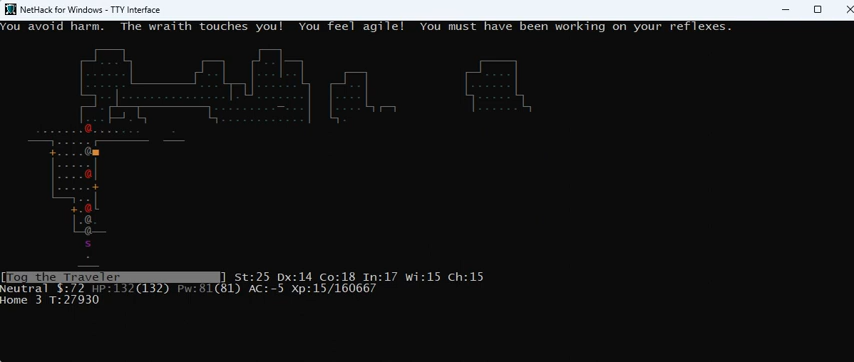 NetHack for Windows - TTY Interface
You avoid harm.  The wraith touches you!  You feel agile!  You must have been working on your reflexes.
[Tog the Traveler                    ] St:25 Dx:14 Co:18 In:17 Wi:15 Ch:15
Neutral $:72 HP:132(132) Pw:81(81) AC:-5 Xp:15/160667
Home 3 T:27930